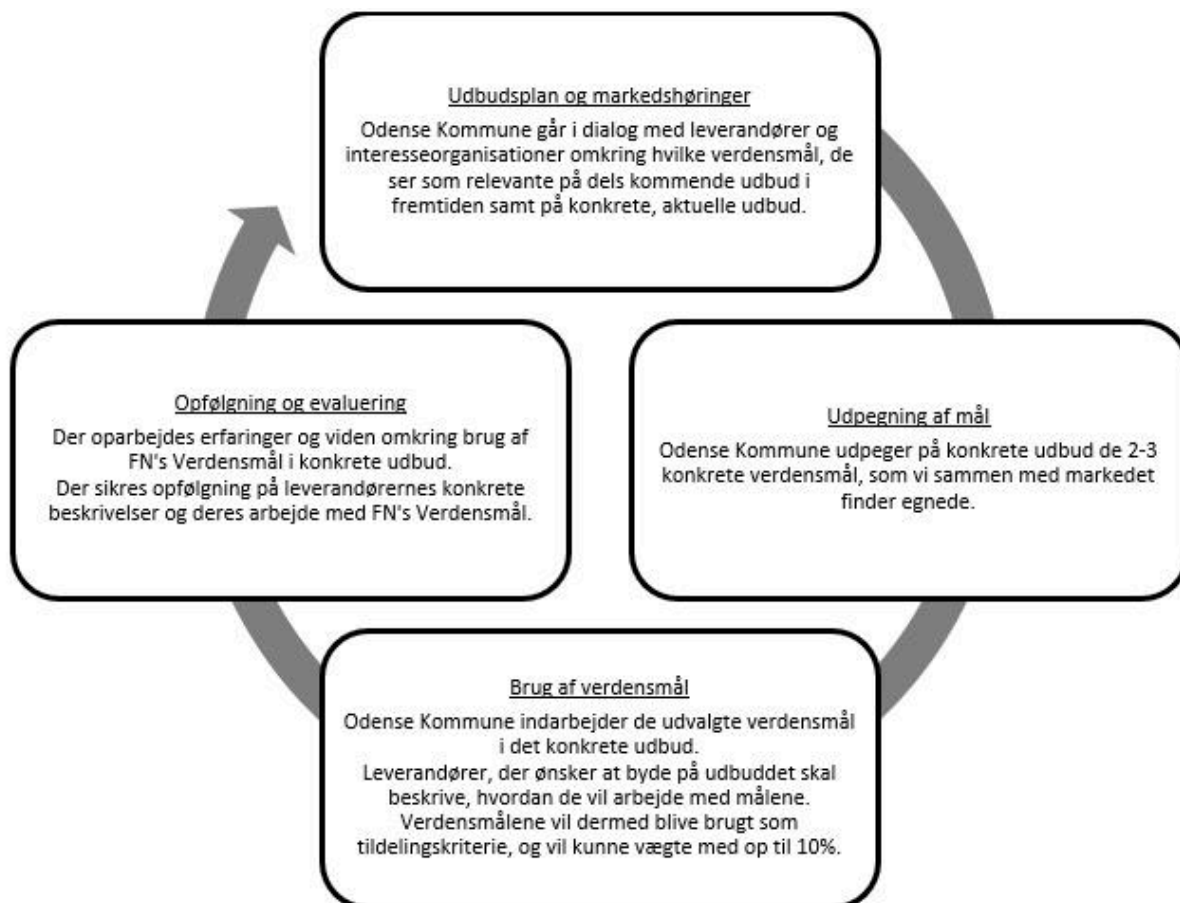 Udbudsplan og markedshøringer
Odense Kommune går i dialog med leverandører og
interesseorganisationer omkring hvilke verdensmål, de
ser som relevante på dels kommende udbud i
fremtiden samt på konkrete, aktuelle udbud.
Udpegning af mål
Odense Kommune udpeger på konkrete udbud de 2-3
konkrete verdensmål, som vi sammen med markedet
finder egnede.
Brug af verdensmål
Odense Kommune indarbejder de udvalgte verdensmål
i det konkrete udbud.
Leverandører, der ønsker at byde på udbuddet skal
beskrive, hvordan de vil arbejde med målene.
Verdensmålene vil dermed blive brugt som
tildelingskriterie, og vil kunne vægte med op til 10%.
Opfølgning og evaluering
Der oparbejdes erfaringer og viden omkring brug af
FN's Verdensmål i konkrete udbud.
Der sikres opfølgning på leverandørernes konkrete
beskrivelser og deres arbejde med FN's Verdensmål.